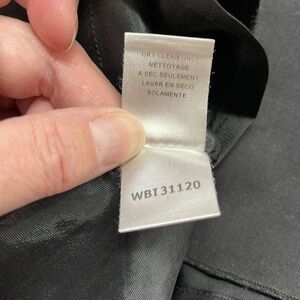 DRY CLEAN ONLY
NETTOYAGE
A SEC SEULEMENT
LAVAR EN SECO
SOLAMENTE
WBI31120